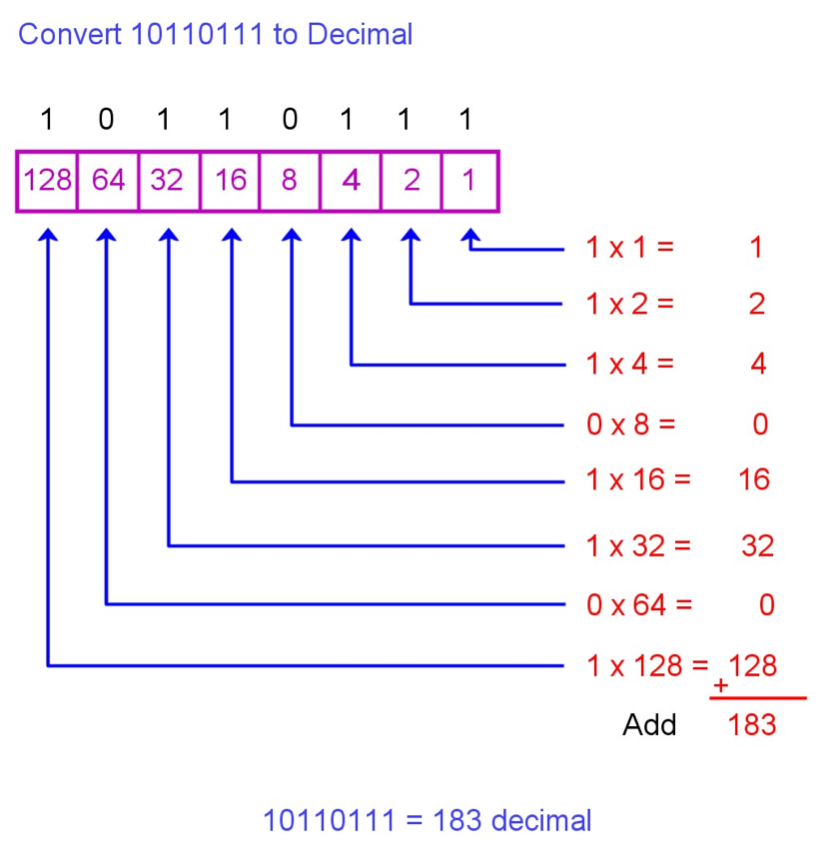 Convert 10110111 to Decimal
1 0 1 1 0 1 1 1
128 64 32 16 8 4 2 1
1 x 1 = 1
1 x 2 = 2
1 x 4 = 4
0 x 8 = 0
1 x 16 = 16
1 x 32 = 32
0 x 64 = 0
1 x 128 = 128
+
Add 183
10110111 = 183 decimal